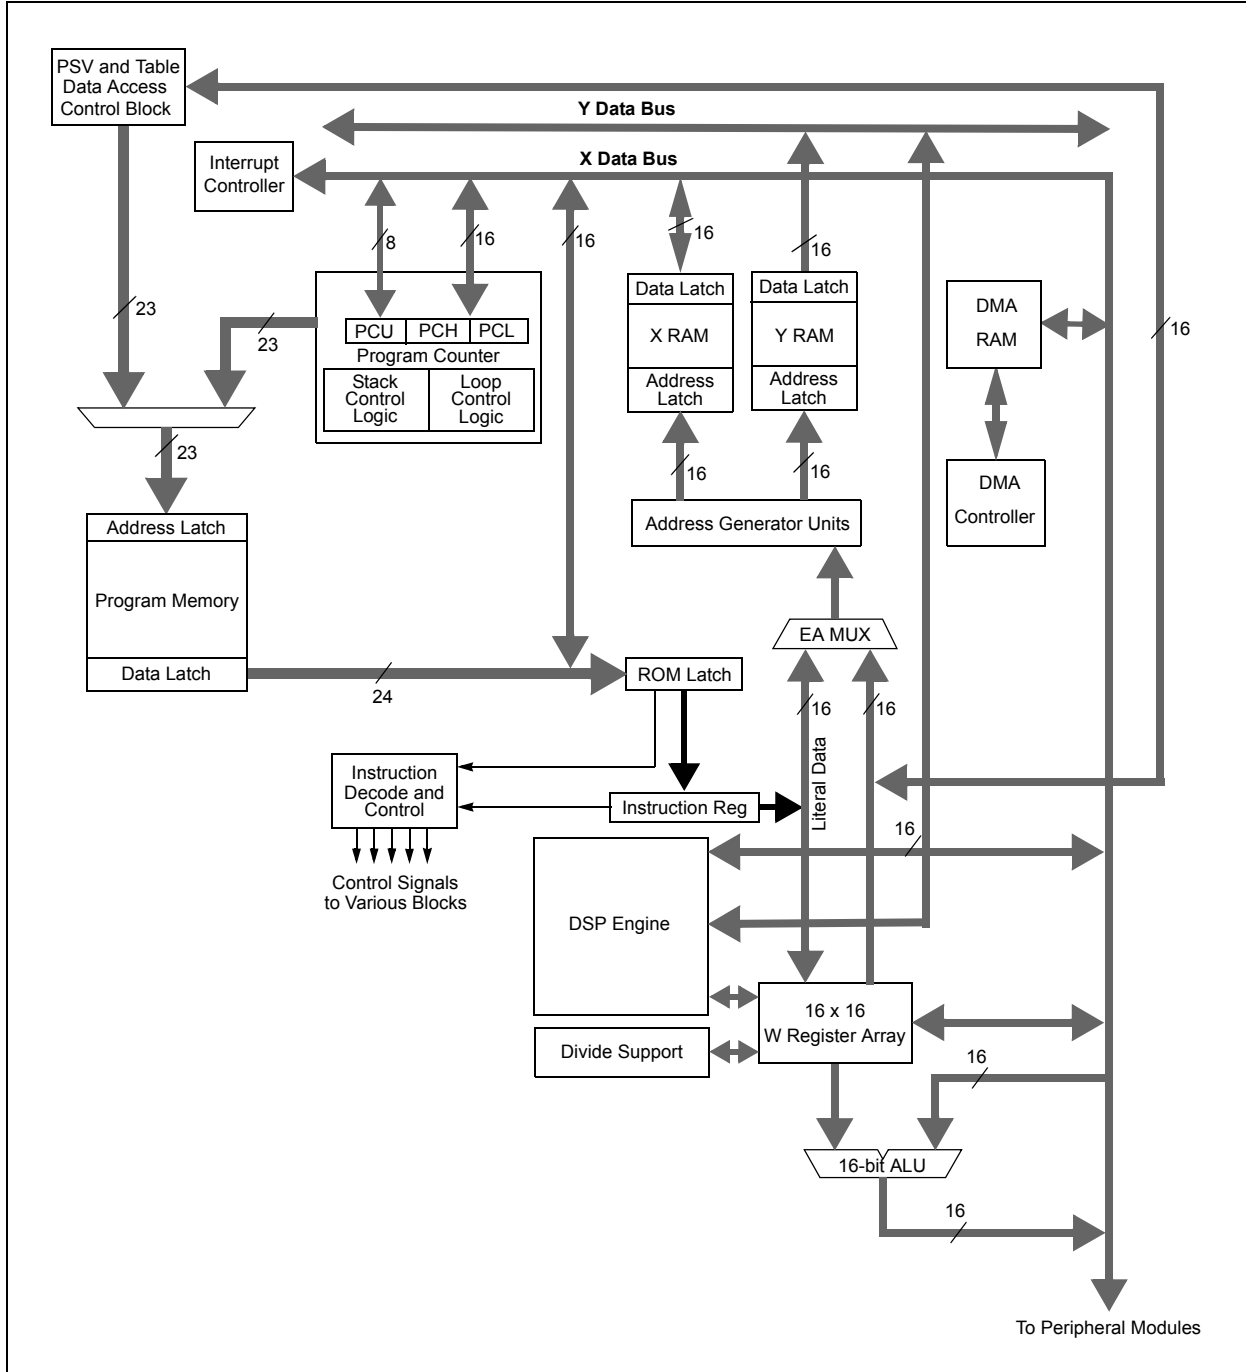 PSV and Table
Data Access
Control Block
Y Data Bus
X Data Bus
Interrupt
Controller
8
16
16
16
16
23
23
16
PCU
PCH
PCL
Program Counter
Stack
Control
Logic
Loop
Control
Logic
Data Latch
X RAM
Address
Latch
Data Latch
Y RAM
Address
Latch
DMA
RAM
23
16
16
DMA
Controller
Address Generator Units
Address Latch
Program Memory
Data Latch
24
EA MUX
ROM Latch
16
16
Literal Data
Instruction
Decode and
Control
Instruction Reg
Control Signals
to Various Blocks
16
DSP Engine
16 x 16
W Register Array
Divide Support
16
16-bit ALU
16
To Peripheral Modules